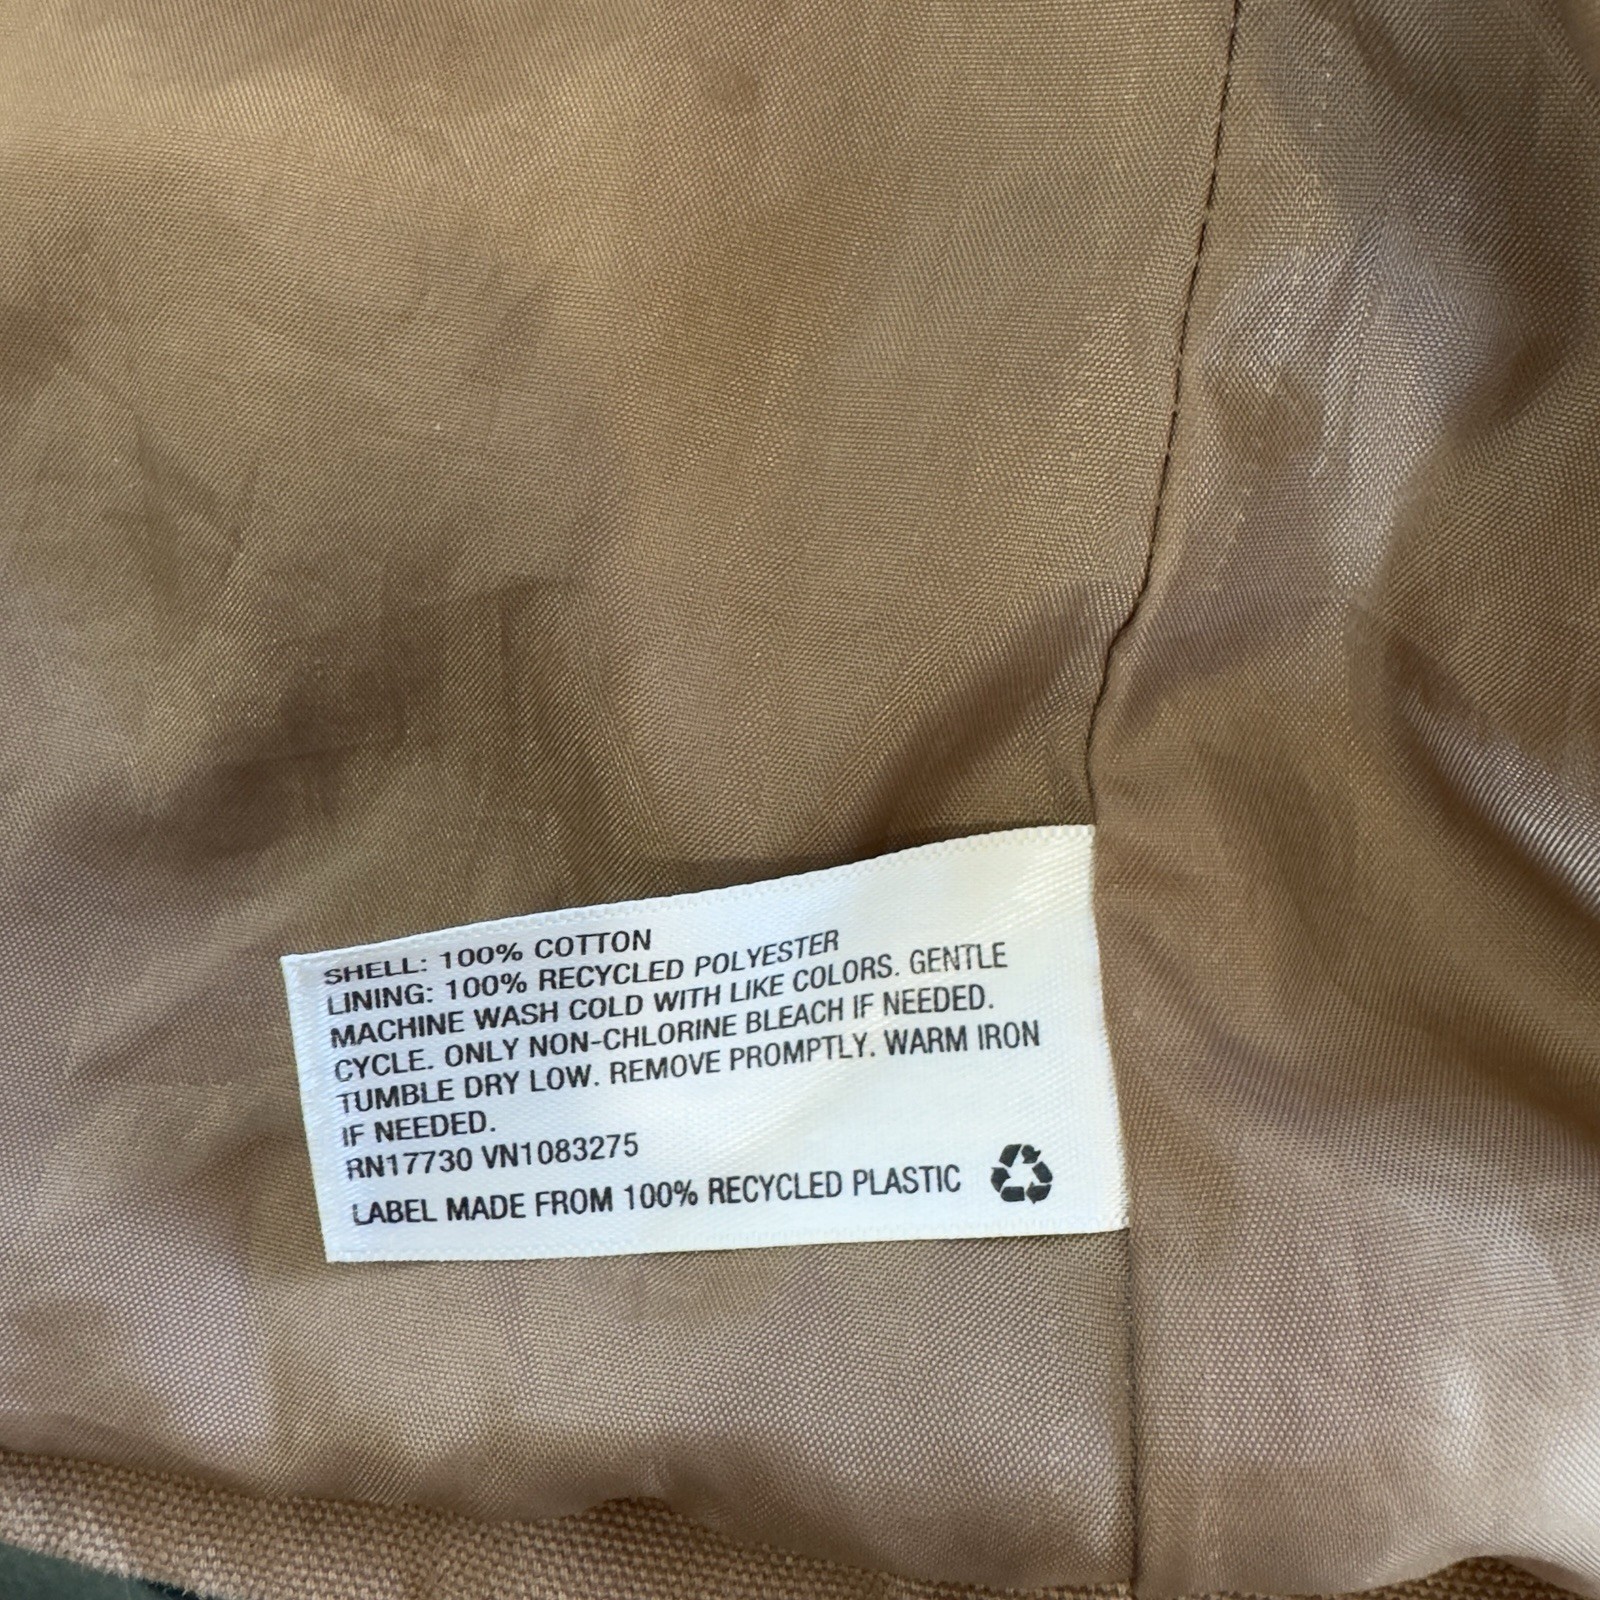 SHELL: 100% COTTON
LINING: 100% RECYCLED POLYESTER
MACHINE WASH COLD WITH LIKE COLORS. GENTLE
CYCLE. ONLY NON-CHLORINE BLEACH IF NEEDED.
TUMBLE DRY LOW. REMOVE PROMPTLY. WARM IRON
IF NEEDED.
RN17730 VN1083275
LABEL MADE FROM 100% RECYCLED PLASTIC